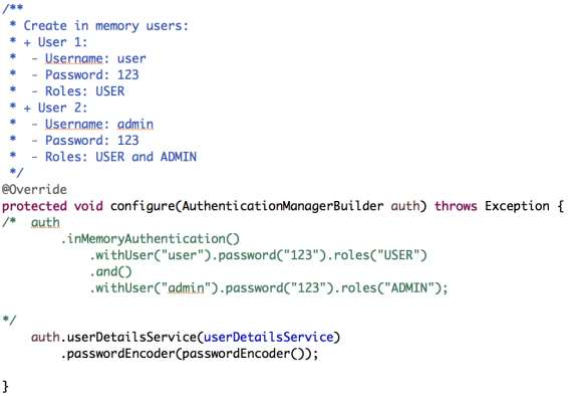 /**
 * Create in memory users:
 * + User 1:
 *  - Username: user
 *  - Password: 123
 *  - Roles: USER
 * + User 2:
 *  - Username: admin
 *  - Password: 123
 *  - Roles: USER and ADMIN
 */
@Override
protected void configure(AuthenticationManagerBuilder auth) throws Exception {
/*  auth
        .inMemoryAuthentication()
            .withUser("user").password("123").roles("USER")
            .and()
            .withUser("admin").password("123").roles("ADMIN");
*/
    auth.userDetailsService(userDetailsService)
        .passwordEncoder(passwordEncoder());
}